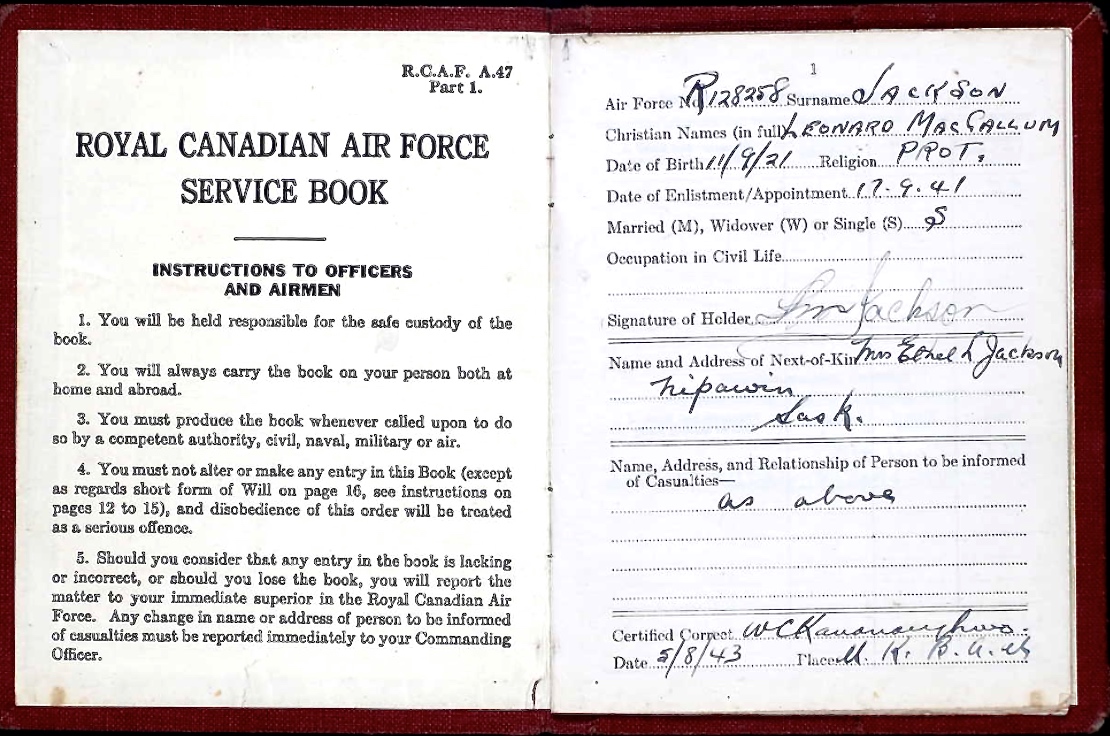 R.C.A.F. A.47
Part 1.
ROYAL CANADIAN AIR FORCE
SERVICE BOOK
INSTRUCTIONS TO OFFICERS
AND AIRMEN
1. You will be held responsible for the safe custody of the
book.
2. You will always carry the book on your person both at
home and abroad.
3. You must produce the book whenever called upon to do
so by a competent authority, civil, naval, military or air.
4. You must not alter or make any entry in this Book (except
as regards short form of Will on page 16, see instructions on
pages 12 to 15), and disobedience of this order will be treated
as a serious offence.
5. Should you consider that any entry in the book is lacking
or incorrect, or should you lose the book, you will report the
matter to your immediate superior in the Royal Canadian Air
Force. Any change in name or address of person to be informed
of casualties must be reported immediately to your Commanding
Officer.
1
Air Force No R128258 Surname JACKSON
Christian Names (in full) LEONARD MACCALLUM
Date of Birth 11/9/21 Religion PROT.
Date of Enlistment/Appointment 17.9.41
Married (M), Widower (W) or Single (S) S
Occupation in Civil Life
Signature of Holder Lm Jackson
Name and Address of Next-of-Kin Mrs Ethel L Jackson
Nipawin
Sask.
Name, Address, and Relationship of Person to be informed
of Casualties—
as above
Certified Correct
Date 5/8/43 Place